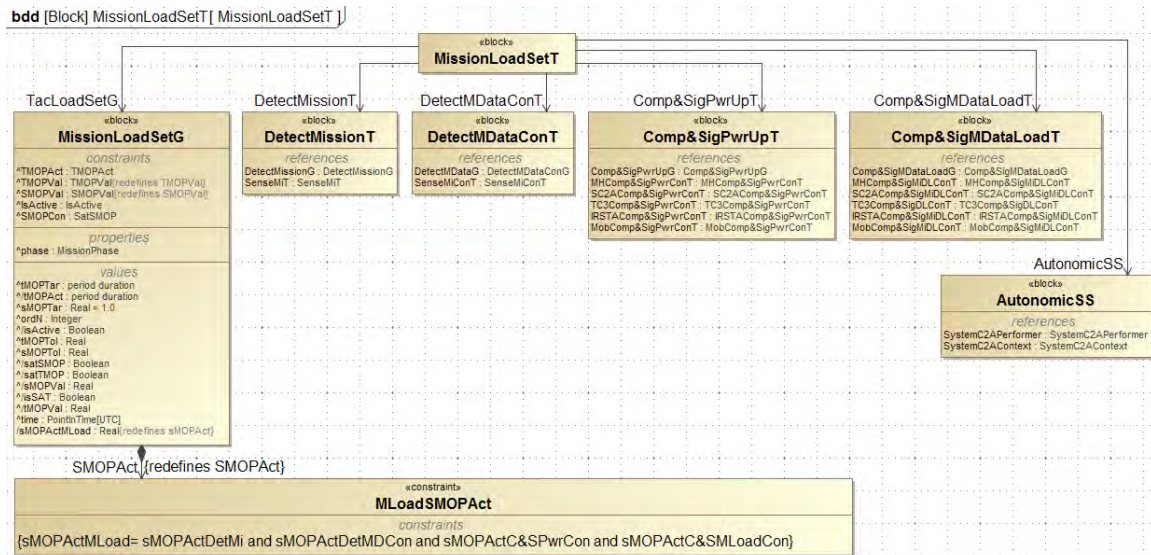 bdd [Block] MissionLoadSetT[ MissionLoadSetT ]
«block»
MissionLoadSetT
TacLoadSetG
«block»
MissionLoadSetG
constraints
^TMOPAct : TMOPAct
^TMOPVal : TMOPVal{redefines TMOPVal}
^SMOPVal : SMOPVal{redefines SMOPVal}
^IsActive : IsActive
^SMOPCon : SatSMOP
properties
^phase : MissionPhase
values
^tMOPTar : period duration
^/tMOPAct : period duration
^sMOPTar : Real = 1.0
^ordN : Integer
^/isActive : Boolean
^tMOPTol : Real
^sMOPTol : Real
^/satSMOP : Boolean
^/satTMOP : Boolean
^/sMOPVal : Real
^/isSAT : Boolean
^/tMOPVal : Real
^time : PointInTime[UTC]
/sMOPActMLoad : Real{redefines sMOPAct}
DetectMissionT
«block»
DetectMissionT
references
DetectMissionG : DetectMissionG
SenseMiT : SenseMiT
DetectMDataConT
«block»
DetectMDataConT
references
DetectMDataG : DetectMDataConG
SenseMiConT : SenseMiConT
Comp&SigPwrUpT
«block»
Comp&SigPwrUpT
references
Comp&SigPwrUpG : Comp&SigPwrUpG
MHComp&SigPwrConT : MHComp&SigPwrConT
SC2AComp&SigPwrConT : SC2AComp&SigPwrConT
TC3Comp&SigPwrConT : TC3Comp&SigPwrConT
IRSTAComp&SigPwrConT : IRSTAComp&SigPwrConT
MobComp&SigPwrConT : MobComp&SigPwrConT
Comp&SigMDataLoadT
«block»
Comp&SigMDataLoadT
references
Comp&SigMDataLoadG : Comp&SigMDataLoadG
MHComp&SigMiDLConT : MHComp&SigMiDLConT
SC2AComp&SigMiDLConT : SC2AComp&SigMiDLConT
TC3Comp&SigDLConT : TC3Comp&SigDLConT
IRSTAComp&SigMiDLConT : IRSTAComp&SigMiDLConT
MobComp&SigMiDLConT : MobComp&SigMiDLConT
AutonomicSS
«block»
AutonomicSS
references
SystemC2APerformer : SystemC2APerformer
SystemC2AContext : SystemC2AContext
SMOPAct {redefines SMOPAct}
«constraint»
MLoadSMOPAct
constraints
{sMOPActMLoad= sMOPActDetMi and sMOPActDetMDCon and sMOPActC&SPwrCon and sMOPActC&SMLoadCon}